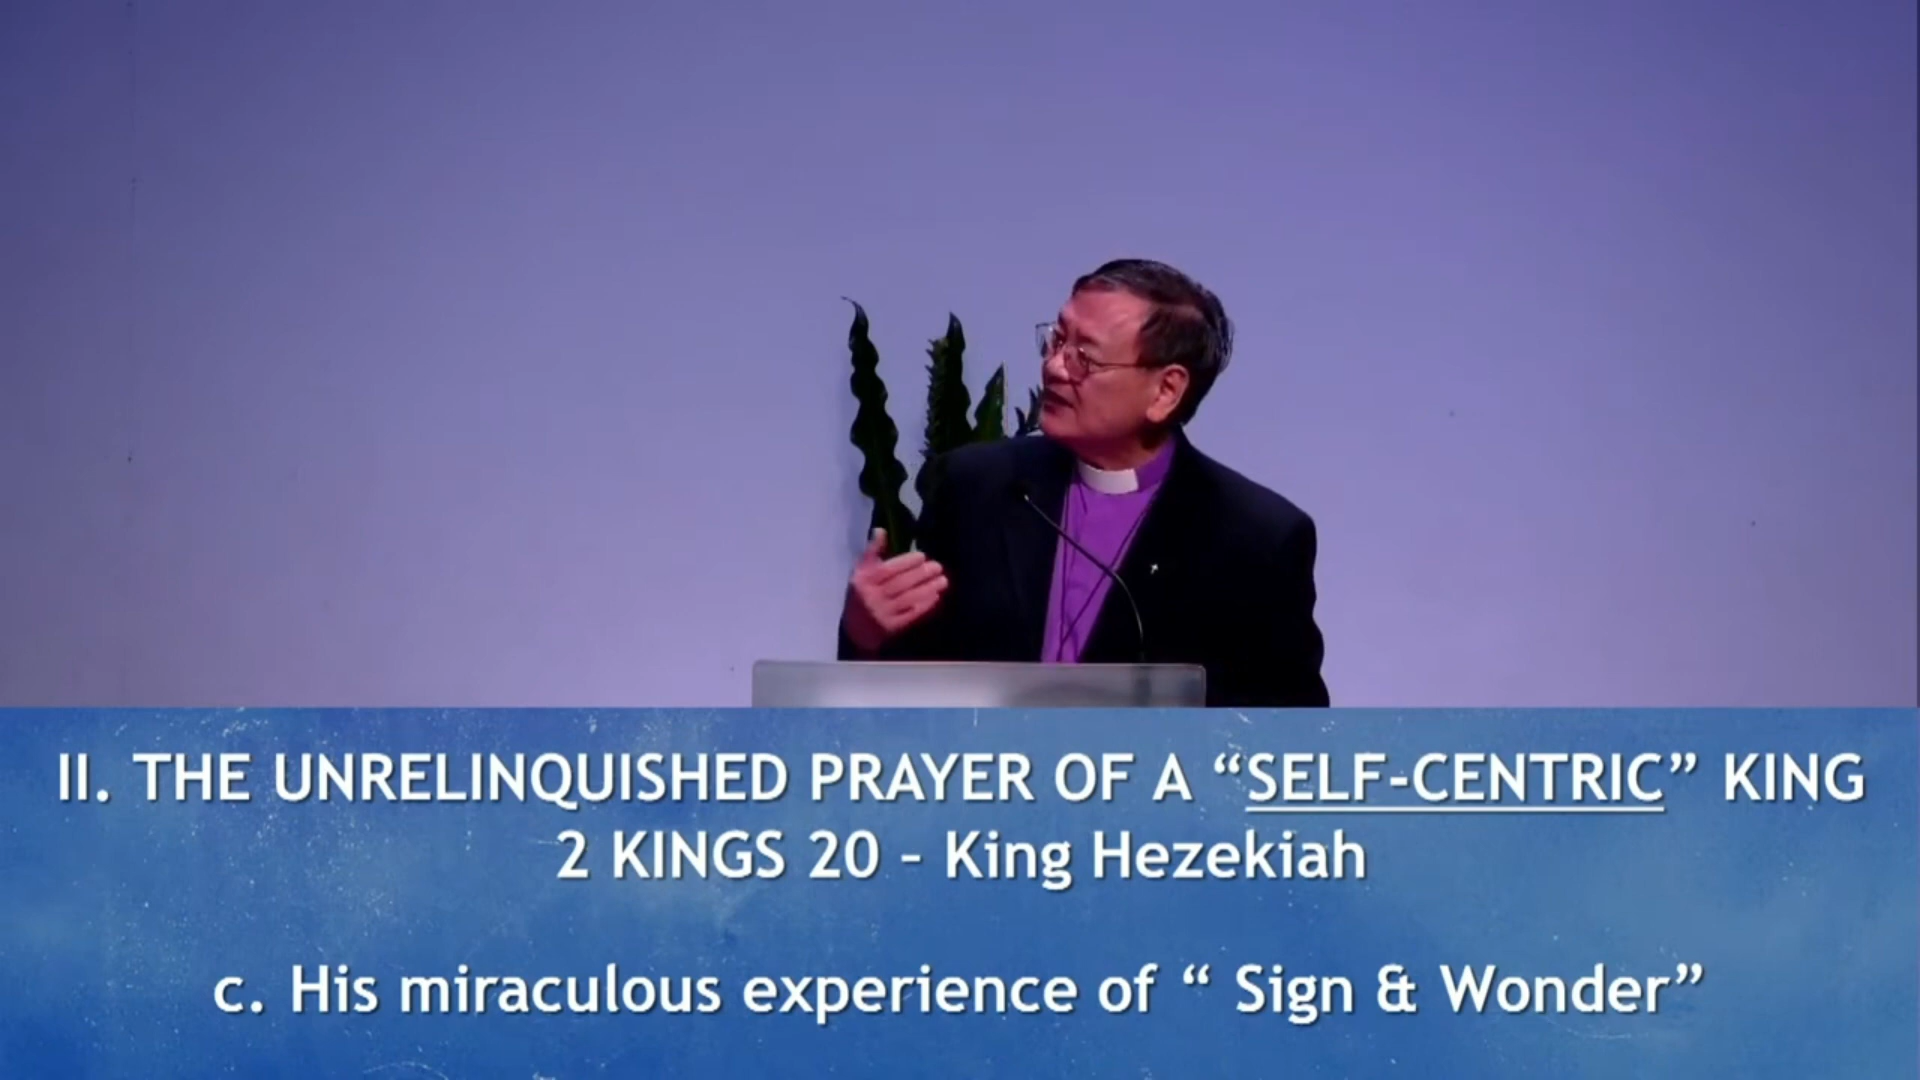 II. THE UNRELINQUISHED PRAYER OF A “SELF-CENTRIC” KING
2 KINGS 20 – King Hezekiah
c. His miraculous experience of “ Sign & Wonder”